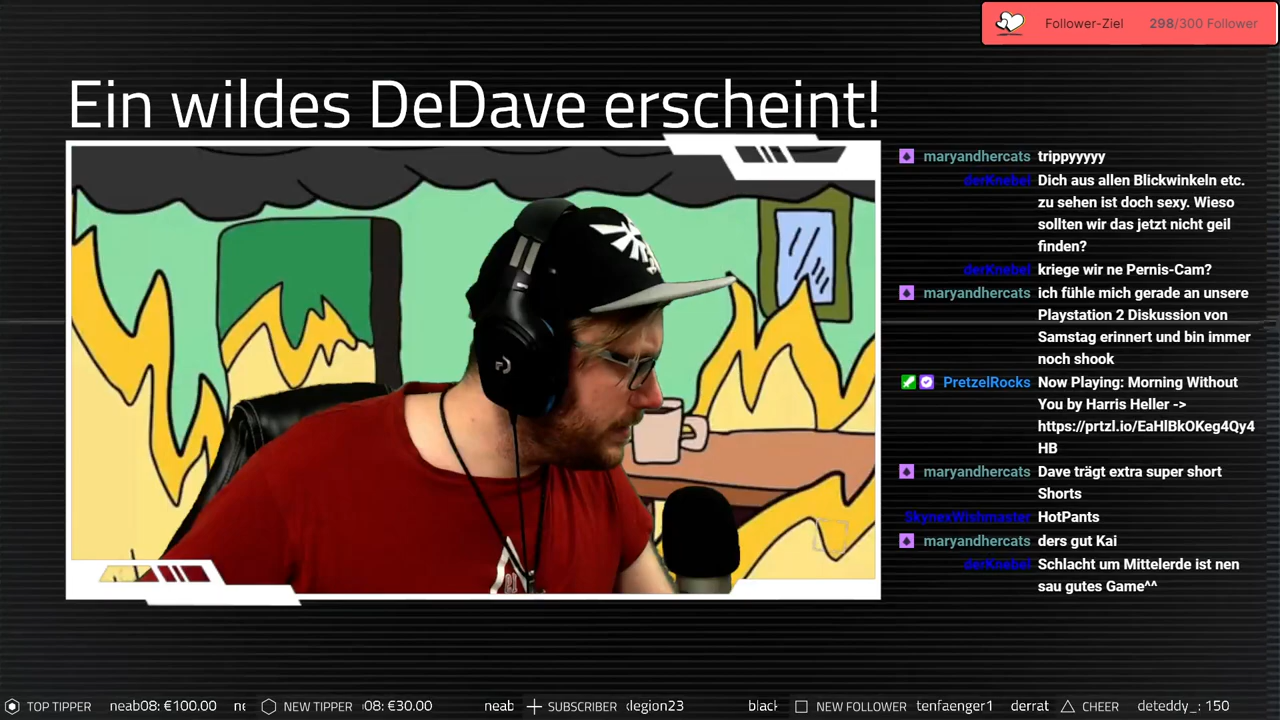 Follower-Ziel 298/300 Follower
Ein wildes DeDave erscheint!
maryandhercats trippyyyyy
derKnebel Dich aus allen Blickwinkeln etc.
zu sehen ist doch sexy. Wieso
sollten wir das jetzt nicht geil
finden?
derKnebel kriege wir ne Pernis-Cam?
maryandhercats ich fühle mich gerade an unsere
Playstation 2 Diskussion von
Samstag erinnert und bin immer
noch shook
PretzelRocks Now Playing: Morning Without
You by Harris Heller ->
https://prtzl.io/EaHlBkOKeg4Qy4
HB
maryandhercats Dave trägt extra super short
Shorts
SkynexWishmaster HotPants
maryandhercats ders gut Kai
derKnebel Schlacht um Mittelerde ist nen
sau gutes Game^^
TOP TIPPER neab08: €100.00 NEW TIPPER 08: €30.00 neab SUBSCRIBER legion23 NEW FOLLOWER tenfaenger1 derrat CHEER deteddy_: 150